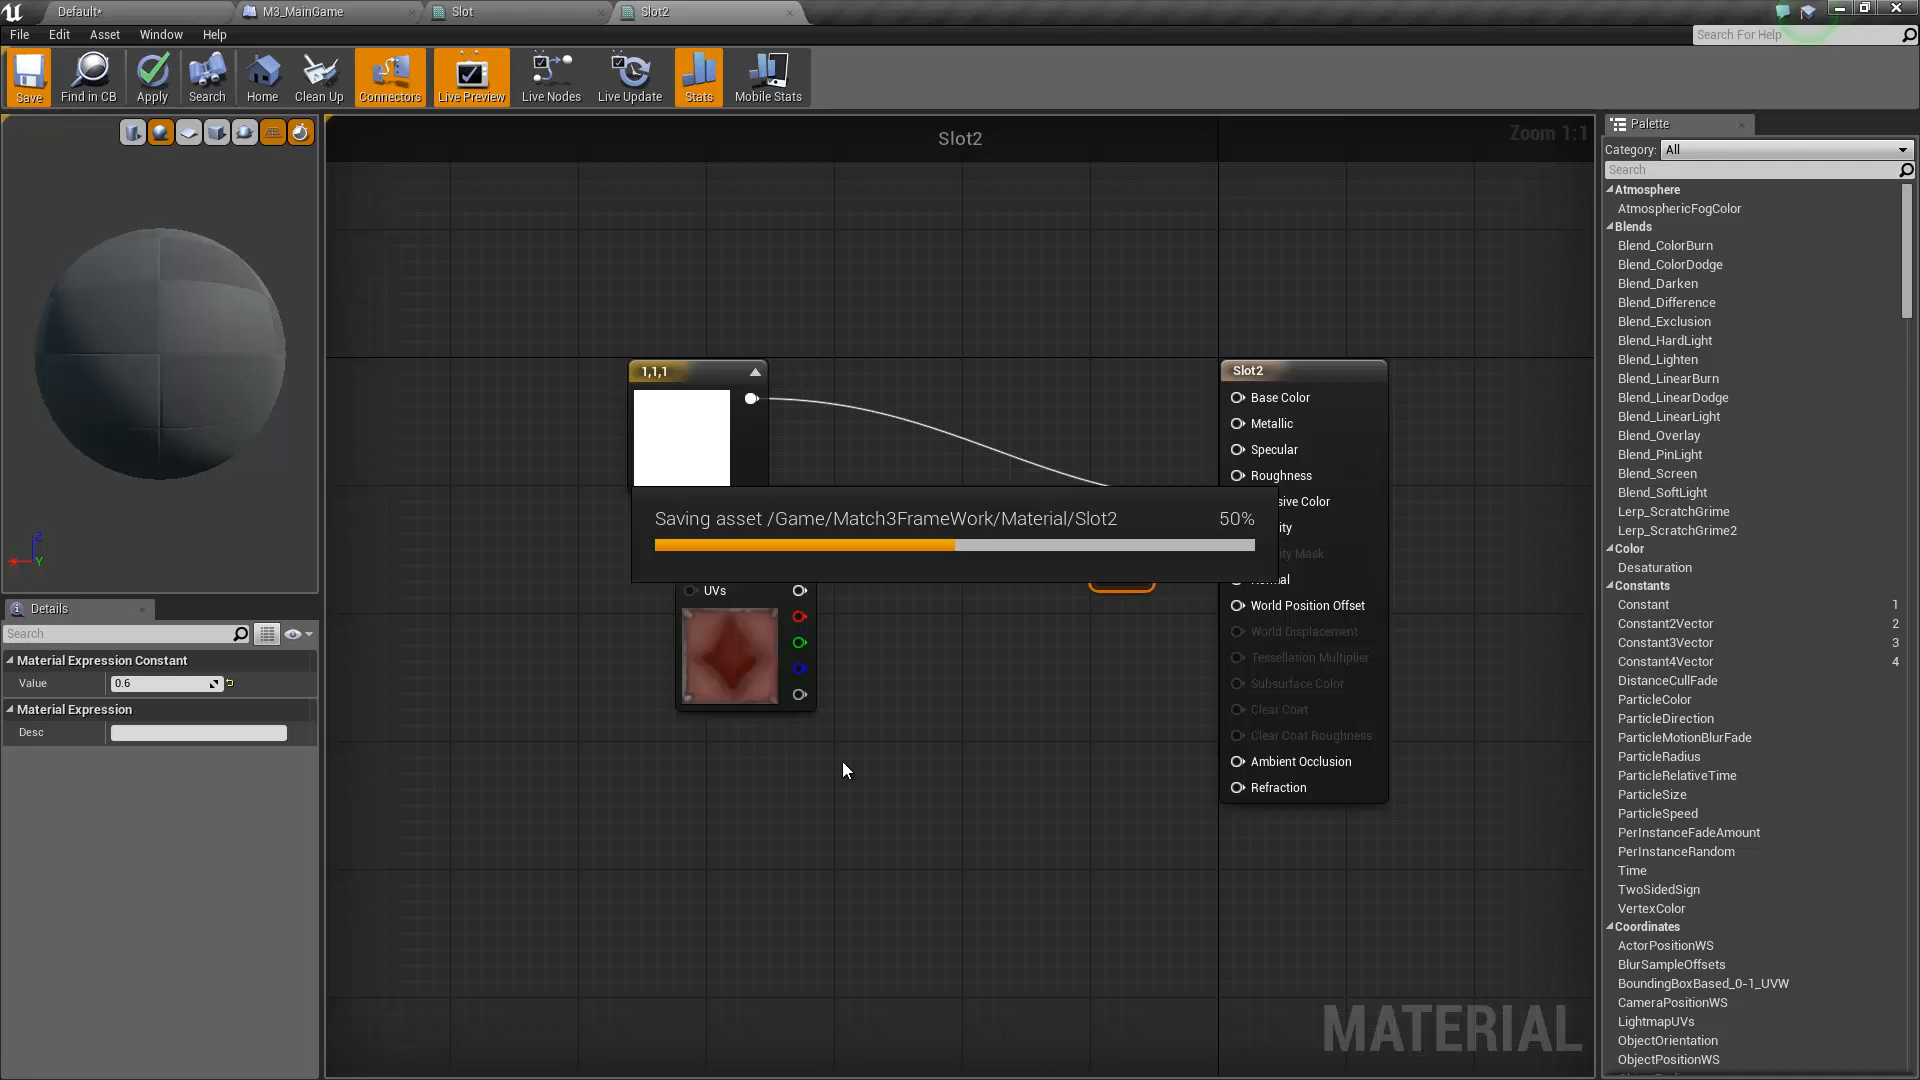 Default*
M3_MainGame
Slot
Slot2
File Edit Asset Window Help
Search For Help
Save
Find in CB
Apply
Search
Home
Clean Up
Connectors
Live Preview
Live Nodes
Live Update
Stats
Mobile Stats
Slot2
Zoom 1:1
Palette
Category: All
Search
Atmosphere
AtmosphericFogColor
Blends
Blend_ColorBurn
Blend_ColorDodge
Blend_Darken
Blend_Difference
Blend_Exclusion
Blend_HardLight
Blend_Lighten
Blend_LinearBurn
Blend_LinearDodge
Blend_LinearLight
Blend_Overlay
Blend_PinLight
Blend_Screen
Blend_SoftLight
Lerp_ScratchGrime
Lerp_ScratchGrime2
Color
Desaturation
Constants
Constant 1
Constant2Vector 2
Constant3Vector 3
Constant4Vector 4
DistanceCullFade
ParticleColor
ParticleDirection
ParticleMotionBlurFade
ParticleRadius
ParticleRelativeTime
ParticleSize
ParticleSpeed
PerInstanceFadeAmount
PerInstanceRandom
Time
TwoSidedSign
VertexColor
Coordinates
ActorPositionWS
BlurSampleOffsets
BoundingBoxBased_0-1_UVW
CameraPositionWS
LightmapUVs
ObjectOrientation
ObjectPositionWS
1,1,1
Slot2
Base Color
Metallic
Specular
Roughness
sive Color
ity
ty Mask
Normal
World Position Offset
World Displacement
Tessellation Multiplier
Subsurface Color
Clear Coat
Clear Coat Roughness
Ambient Occlusion
Refraction
Saving asset /Game/Match3FrameWork/Material/Slot2 50%
UVs
Z
Y
Details
Search
Material Expression Constant
Value 0.6
Material Expression
Desc
MATERIAL